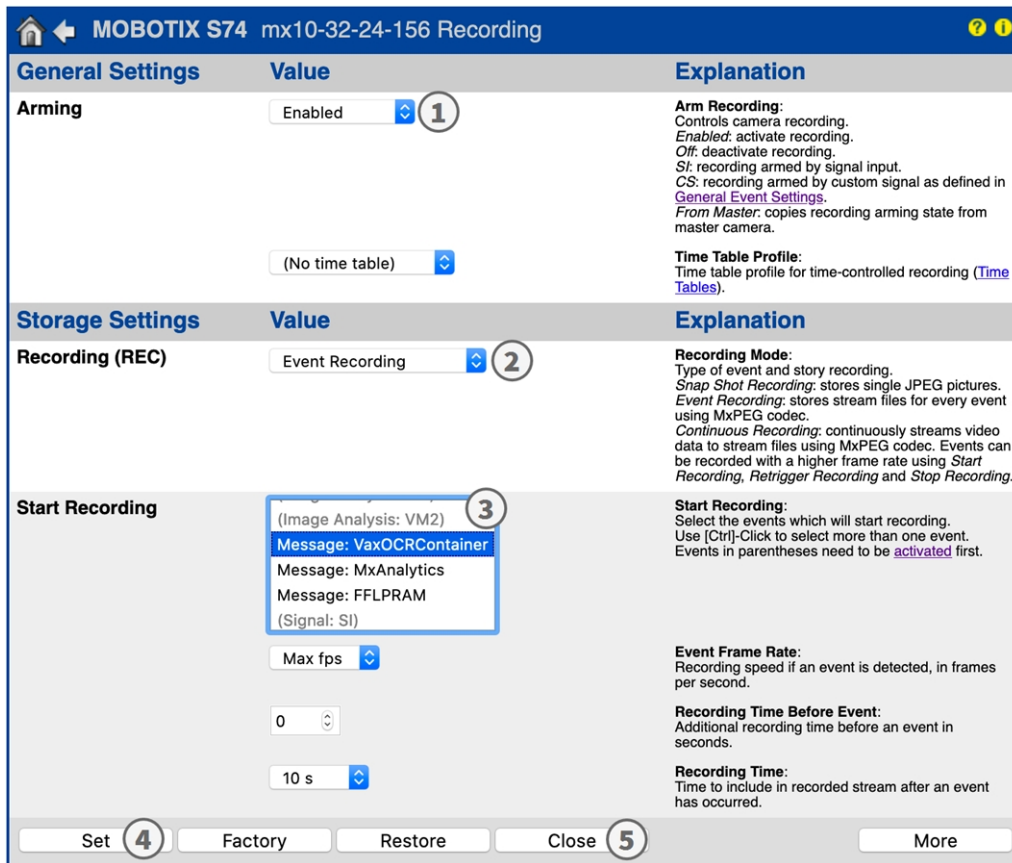 MOBOTIX S74 mx10-32-24-156 Recording ? i
General Settings Value Explanation
Arming Enabled 1 Arm Recording:
Controls camera recording.
Enabled: activate recording.
Off: deactivate recording.
SI: recording armed by signal input.
CS: recording armed by custom signal as defined in
General Event Settings.
From Master: copies recording arming state from
master camera.
(No time table) Time Table Profile:
Time table profile for time-controlled recording (Time
Tables).
Storage Settings Value Explanation
Recording (REC) Event Recording 2 Recording Mode:
Type of event and story recording.
Snap Shot Recording: stores single JPEG pictures.
Event Recording: stores stream files for every event
using MxPEG codec.
Continuous Recording: continuously streams video
data to stream files using MxPEG codec. Events can
be recorded with a higher frame rate using Start
Recording, Retrigger Recording and Stop Recording.
Start Recording 3 Start Recording:
(Image Analysis: VM2) Select the events which will start recording.
Use [Ctrl]-Click to select more than one event.
Message: VaxOCRContainer Events in parentheses need to be activated first.
Message: MxAnalytics
Message: FFLPRAM
(Signal: SI)
Max fps Event Frame Rate:
Recording speed if an event is detected, in frames
per second.
0 Recording Time Before Event:
Additional recording time before an event in
seconds.
10 s Recording Time:
Time to include in recorded stream after an event
has occurred.
Set 4 Factory Restore Close 5 More